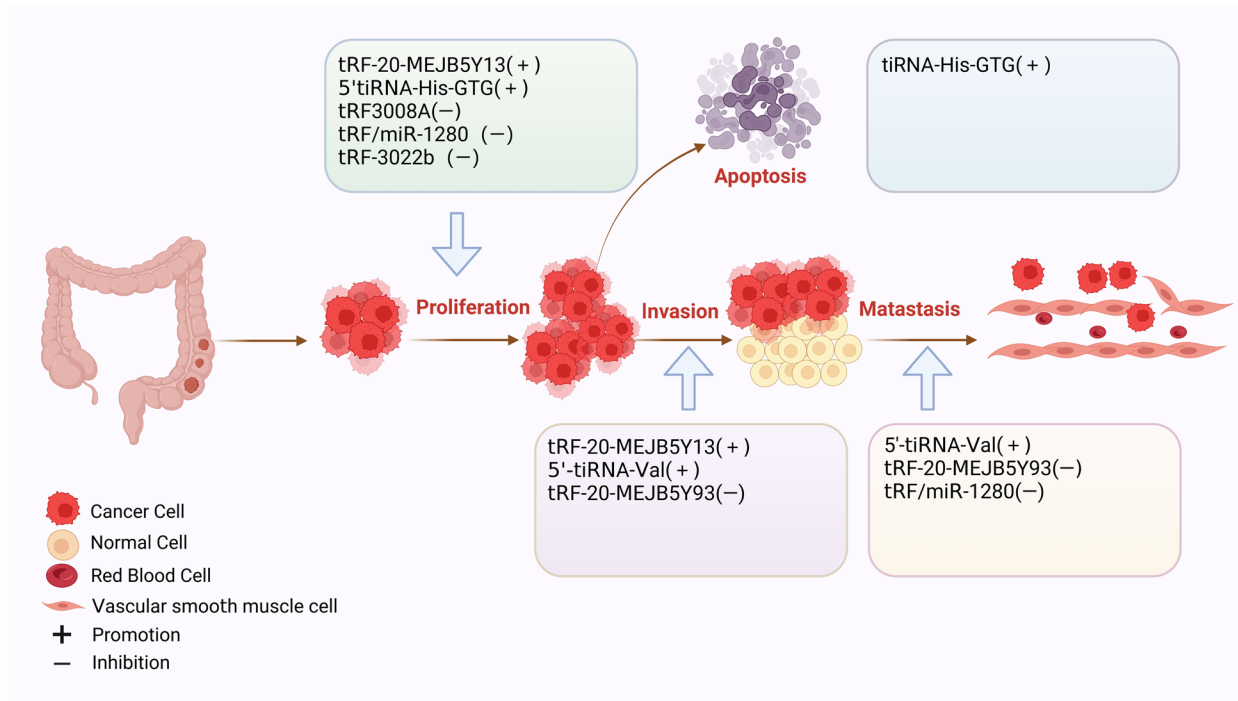 tRF-20-MEJB5Y13(+)
5'tiRNA-His-GTG(+)
tRF3008A(−)
tRF/miR-1280 (−)
tRF-3022b (−)
Apoptosis
tiRNA-His-GTG(+)
Proliferation
Invasion
Matastasis
tRF-20-MEJB5Y13(+)
5'-tiRNA-Val(+)
tRF-20-MEJB5Y93(−)
5'-tiRNA-Val(+)
tRF-20-MEJB5Y93(−)
tRF/miR-1280(−)
Cancer Cell
Normal Cell
Red Blood Cell
Vascular smooth muscle cell
+ Promotion
− Inhibition